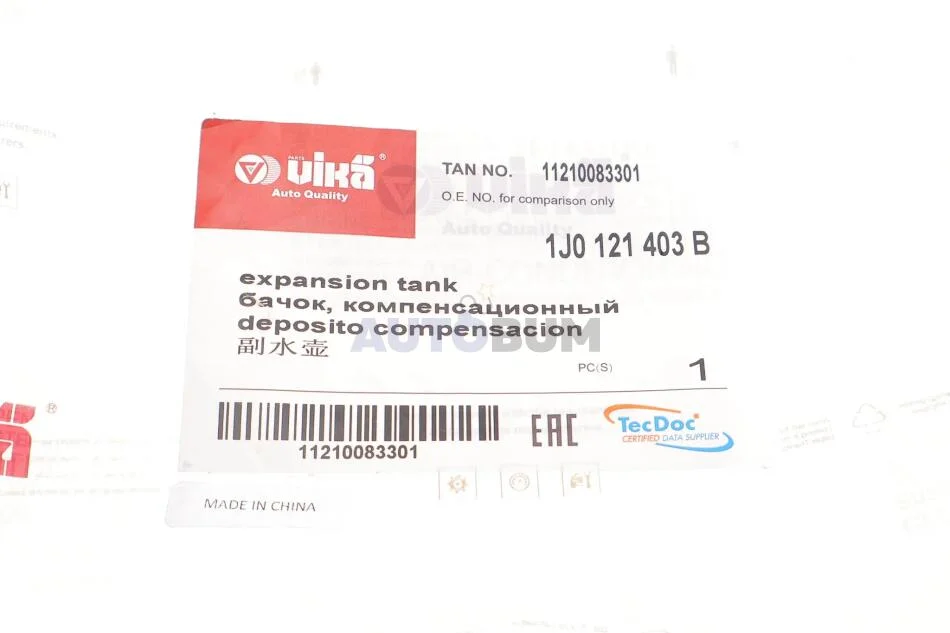 PARTS
vika®
Auto Quality
TAN NO. 11210083301
O.E. NO. for comparison only
1J0 121 403 B
expansion tank
бачок, компенсационный
deposito compensacion
副水壶
AUTOBUM
PC(S) 1
11210083301
EAC
TecDoc®
CERTIFIED DATA SUPPLIER
MADE IN CHINA